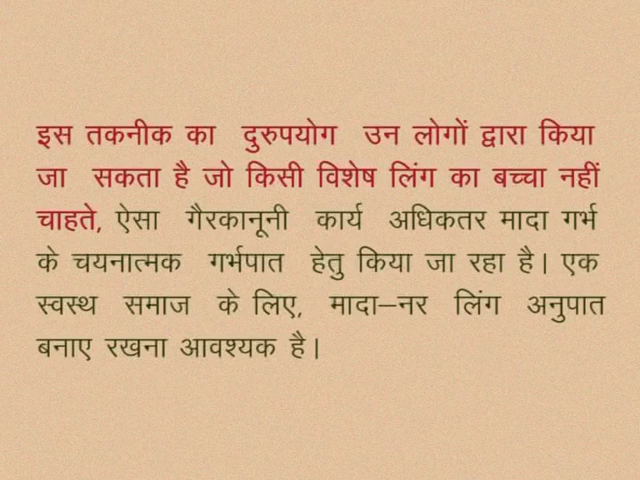 इस तकनीक का दुरुपयोग उन लोगों द्वारा किया
जा सकता है जो किसी विशेष लिंग का बच्चा नहीं
चाहते, ऐसा गैरकानूनी कार्य अधिकतर मादा गर्भ
के चयनात्मक गर्भपात हेतु किया जा रहा है। एक
स्वस्थ समाज के लिए, मादा–नर लिंग अनुपात
बनाए रखना आवश्यक है।